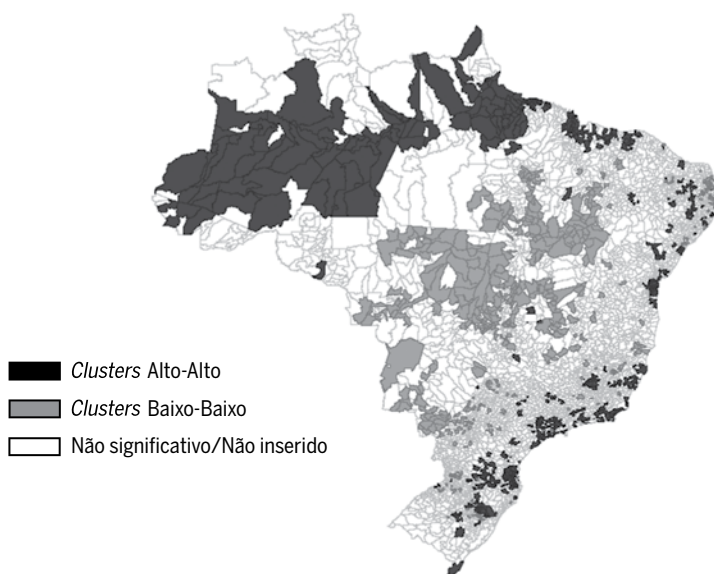 Clusters Alto-Alto
Clusters Baixo-Baixo
Não significativo/Não inserido